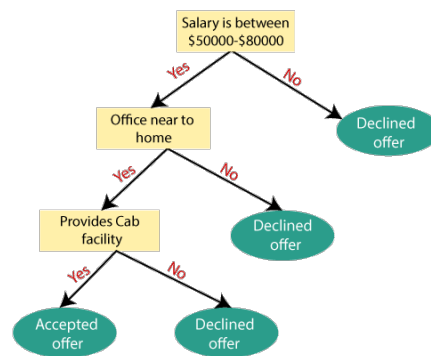 Salary is between
$50000-$80000
Yes
No
Office near to
home
Declined
offer
Yes
No
Provides Cab
facility
Declined
offer
Yes
No
Accepted
offer
Declined
offer